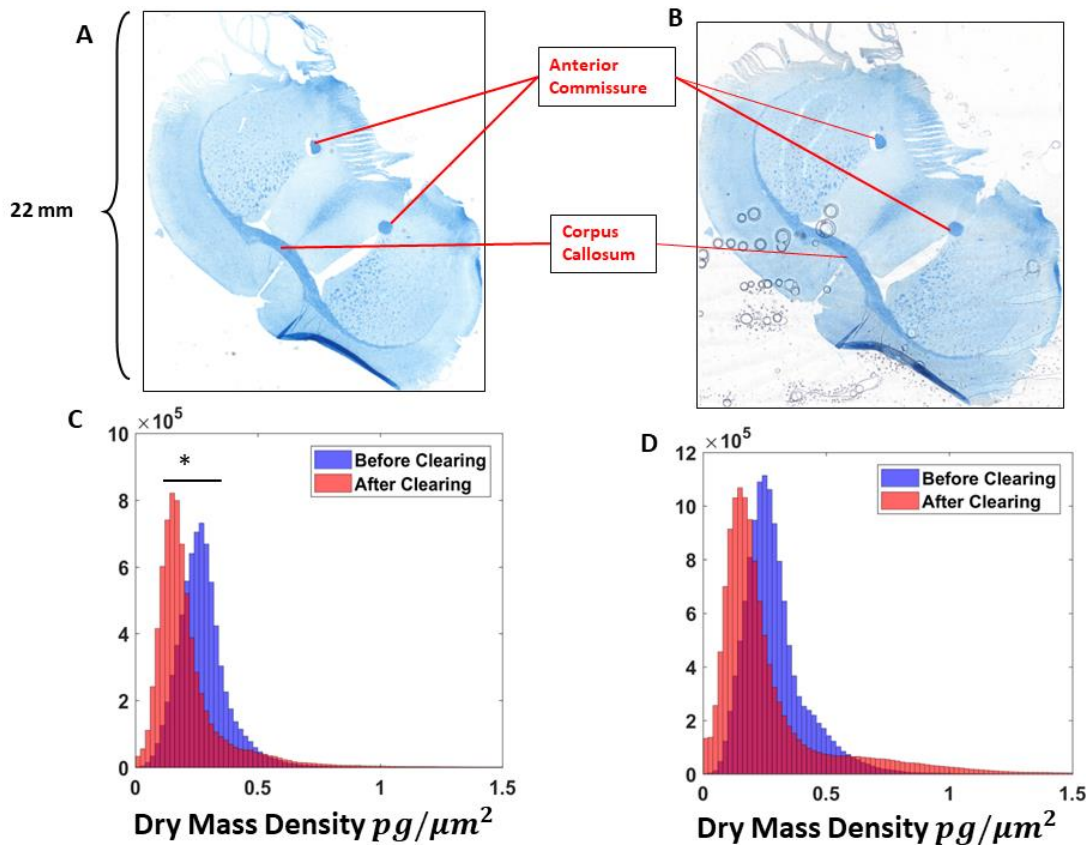 A
B
22 mm
Anterior
Commissure
Corpus
Callosum
C
×10⁵
10
8
6
4
2
0
*
Before Clearing
After Clearing
0
0.5
1
1.5
Dry Mass Density pg/μm²
D
×10⁵
12
10
8
6
4
2
0
Before Clearing
After Clearing
0
0.5
1
1.5
Dry Mass Density pg/μm²